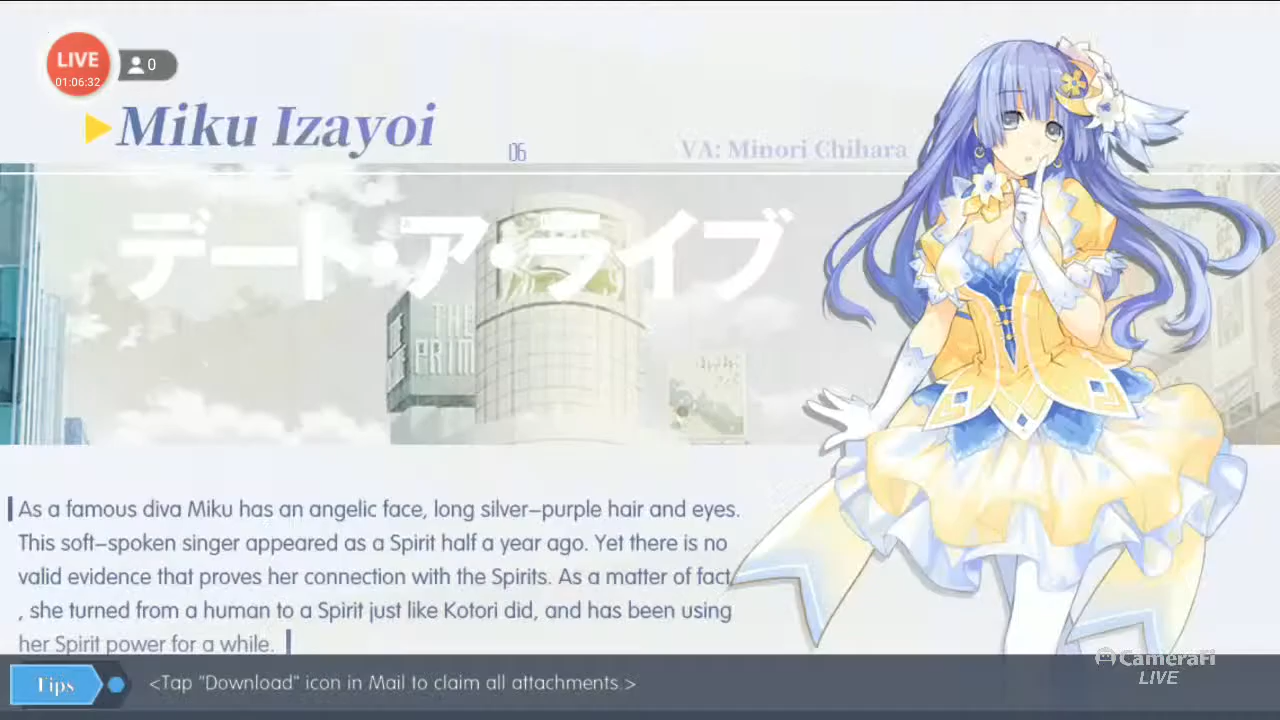 LIVE
01:06:32
0
Miku Izayoi
06
VA: Minori Chihara
デート・ア・ライブ
THE
PRIM
As a famous diva Miku has an angelic face, long silver-purple hair and eyes.
This soft-spoken singer appeared as a Spirit half a year ago. Yet there is no
valid evidence that proves her connection with the Spirits. As a matter of fact
, she turned from a human to a Spirit just like Kotori did, and has been using
her Spirit power for a while.
Tips
<Tap "Download" icon in Mail to claim all attachments.>
CameraFi
LIVE